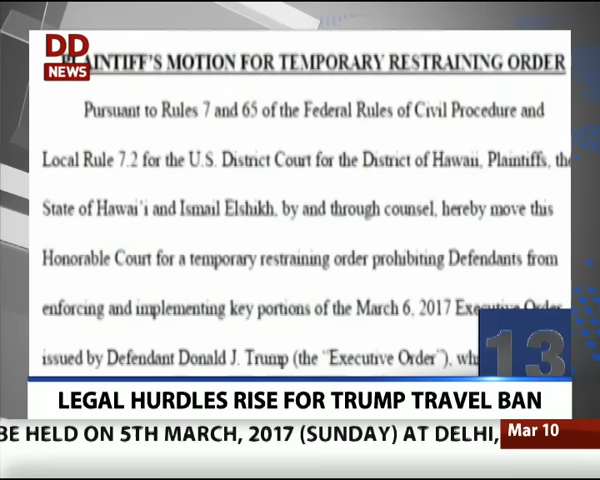 DD
NEWS
PLAINTIFF'S MOTION FOR TEMPORARY RESTRAINING ORDER
Pursuant to Rules 7 and 65 of the Federal Rules of Civil Procedure and
Local Rule 7.2 for the U.S. District Court for the District of Hawaii, Plaintiffs, the
State of Hawai'i and Ismail Elshikh, by and through counsel, hereby move this
Honorable Court for a temporary restraining order prohibiting Defendants from
enforcing and implementing key portions of the March 6, 2017 Executive Order
issued by Defendant Donald J. Trump (the "Executive Order"),
13
LEGAL HURDLES RISE FOR TRUMP TRAVEL BAN
BE HELD ON 5TH MARCH, 2017 (SUNDAY) AT DELHI,
Mar 10